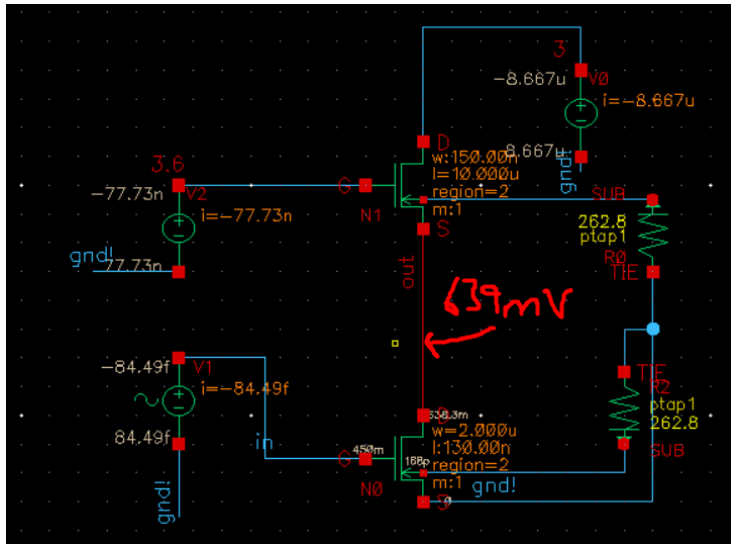 3
-8.667u
V0
i=-8.667u
8.667u
gnd!
D
w:150.00n
l=10.000u
region=2
m:1
G
N1
S
3.6
-77.73n
V2
i=-77.73n
gnd!
77.73n
SUB
262.8
ptap1
R0
TIE
out
639mV
-84.49f
V1
i=-84.49f
84.49f
in
gnd!
TIE
R2
ptap1
262.8
SUB
w=2.000u
l:130.00n
region=2
m:1
450m
G
N0
gnd!